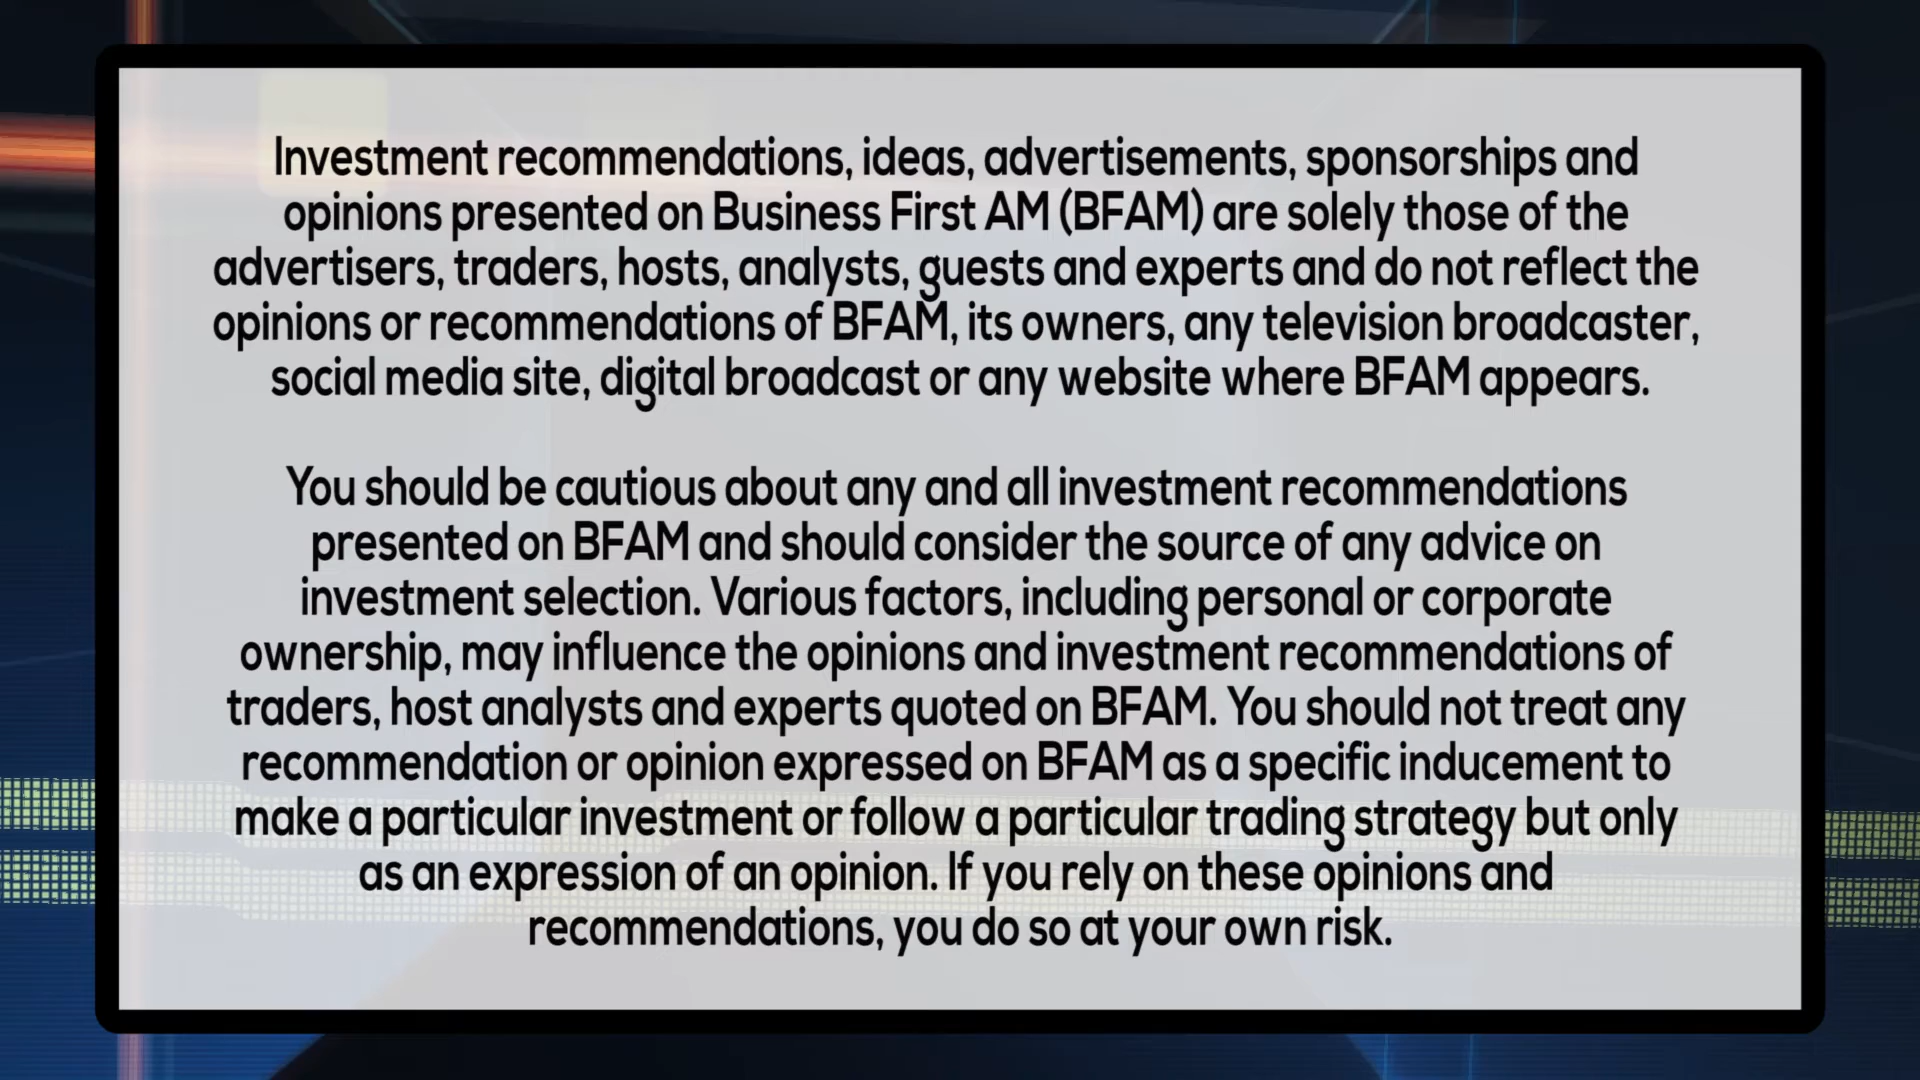 Investment recommendations, ideas, advertisements, sponsorships and
opinions presented on Business First AM (BFAM) are solely those of the
advertisers, traders, hosts, analysts, guests and experts and do not reflect the
opinions or recommendations of BFAM, its owners, any television broadcaster,
social media site, digital broadcast or any website where BFAM appears.
You should be cautious about any and all investment recommendations
presented on BFAM and should consider the source of any advice on
investment selection. Various factors, including personal or corporate
ownership, may influence the opinions and investment recommendations of
traders, host analysts and experts quoted on BFAM. You should not treat any
recommendation or opinion expressed on BFAM as a specific inducement to
make a particular investment or follow a particular trading strategy but only
as an expression of an opinion. If you rely on these opinions and
recommendations, you do so at your own risk.